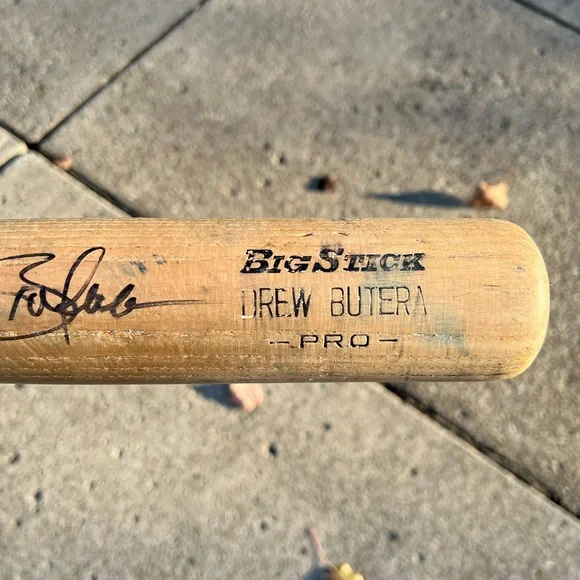 BIG STICK
DREW BUTERA
- PRO -